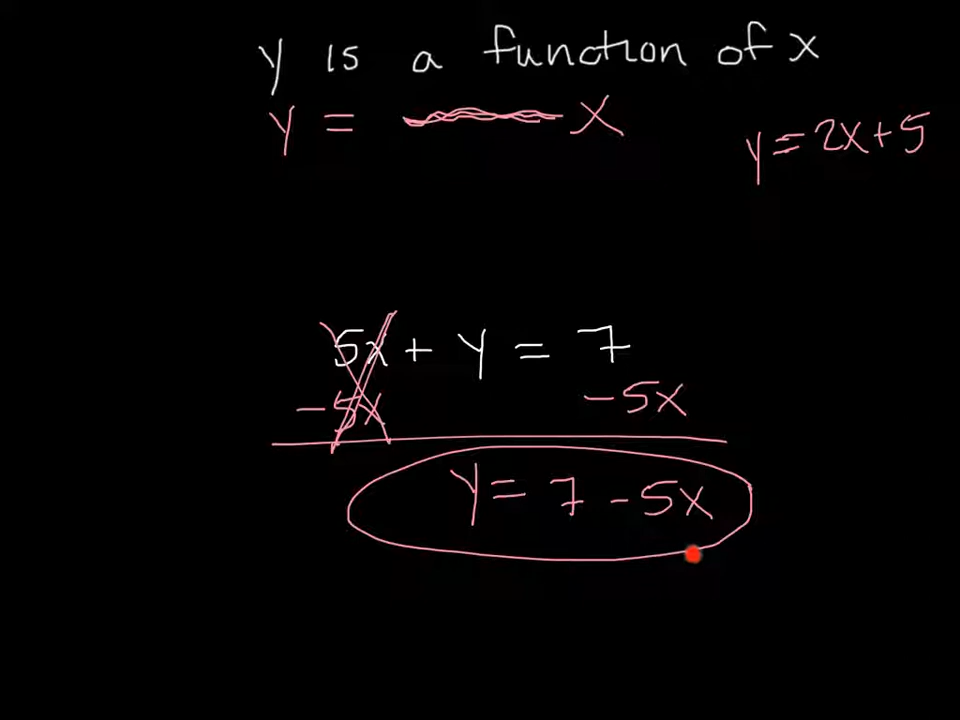 y is a function of x
y = x
y = 2x + 5
5x + y = 7
- 5x - 5x
y = 7 - 5x